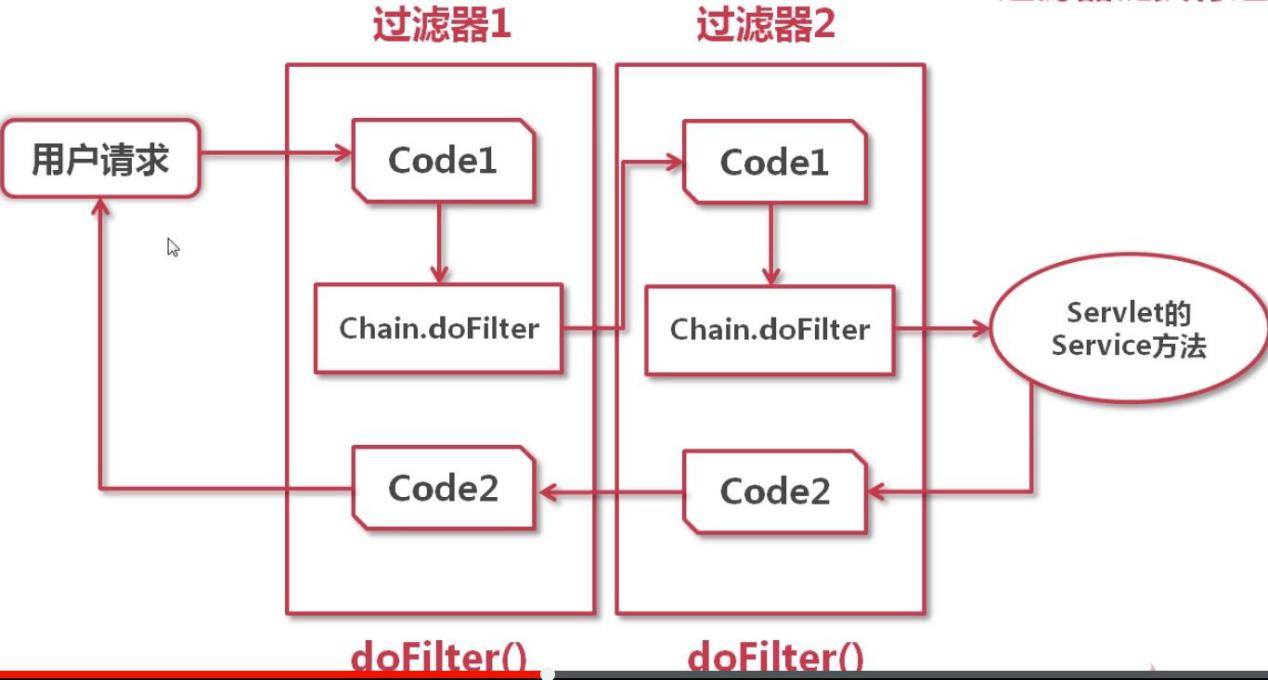 过滤器1
过滤器2
用户请求
Code1
Code1
Chain.doFilter
Chain.doFilter
Servlet的
Service方法
Code2
Code2
doFilter()
doFilter()